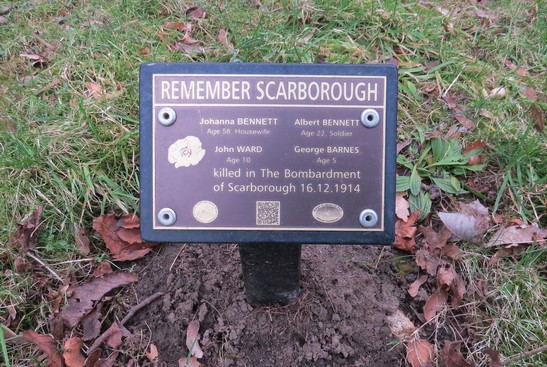 REMEMBER SCARBOROUGH
Johanna BENNETT Albert BENNETT
Age 58, Housewife Age 22, Soldier
John WARD George BARNES
Age 10 Age 5
killed in The Bombardment
of Scarborough 16.12.1914